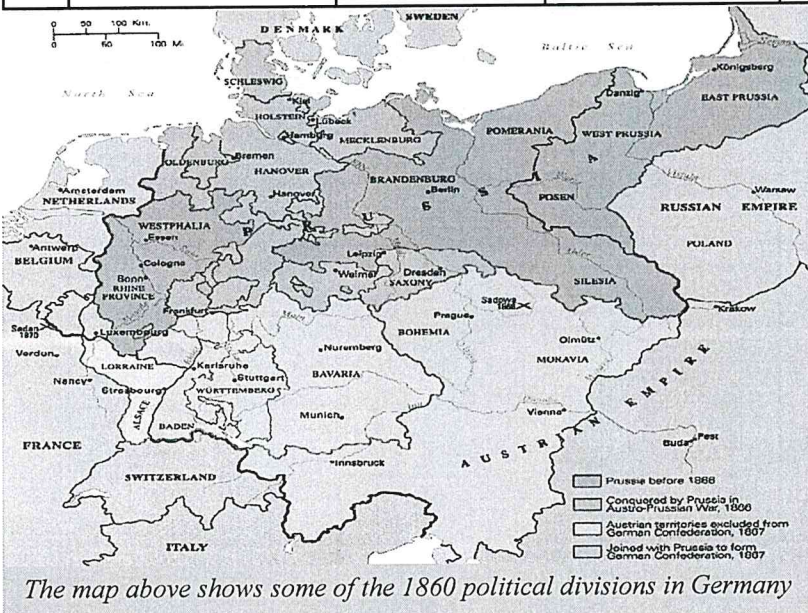 0 50 100 Km.
0 50 100 Mi.
SWEDEN
DENMARK
Baltic Sea
North Sea
SCHLESWIG
Kiel
HOLSTEIN
Lübeck
Hamburg
MECKLENBURG
Königsberg
EAST PRUSSIA
Danzig
WEST PRUSSIA
POMERANIA
OLDENBURG
Bremen
HANOVER
Hanover
BRANDENBURG
Berlin
POSEN
PRUSSIA
Warsaw
RUSSIAN EMPIRE
POLAND
Amsterdam
NETHERLANDS
WESTPHALIA
Essen
Antwerp
BELGIUM
Cologne
Bonn
RHINE
PROVINCE
Leipzig
Weimar
Dresden
SAXONY
SILESIA
Frankfurt
Sadowa
1866
Prague
Krakow
BOHEMIA
Olmütz
MORAVIA
Sedan
1870
Luxembourg
Verdun
LORRAINE
Nancy
Karlsruhe
Strasbourg
Stuttgart
WÜRTTEMBERG
Nuremberg
BAVARIA
ALSACE
BADEN
Munich
Vienna
AUSTRIAN EMPIRE
Buda
Pest
FRANCE
SWITZERLAND
Innsbruck
ITALY
Prussia before 1866
Conquered by Prussia in
Austro-Prussian War, 1866
Austrian territories excluded from
German Confederation, 1867
Joined with Prussia to form
German Confederation, 1867
The map above shows some of the 1860 political divisions in Germany